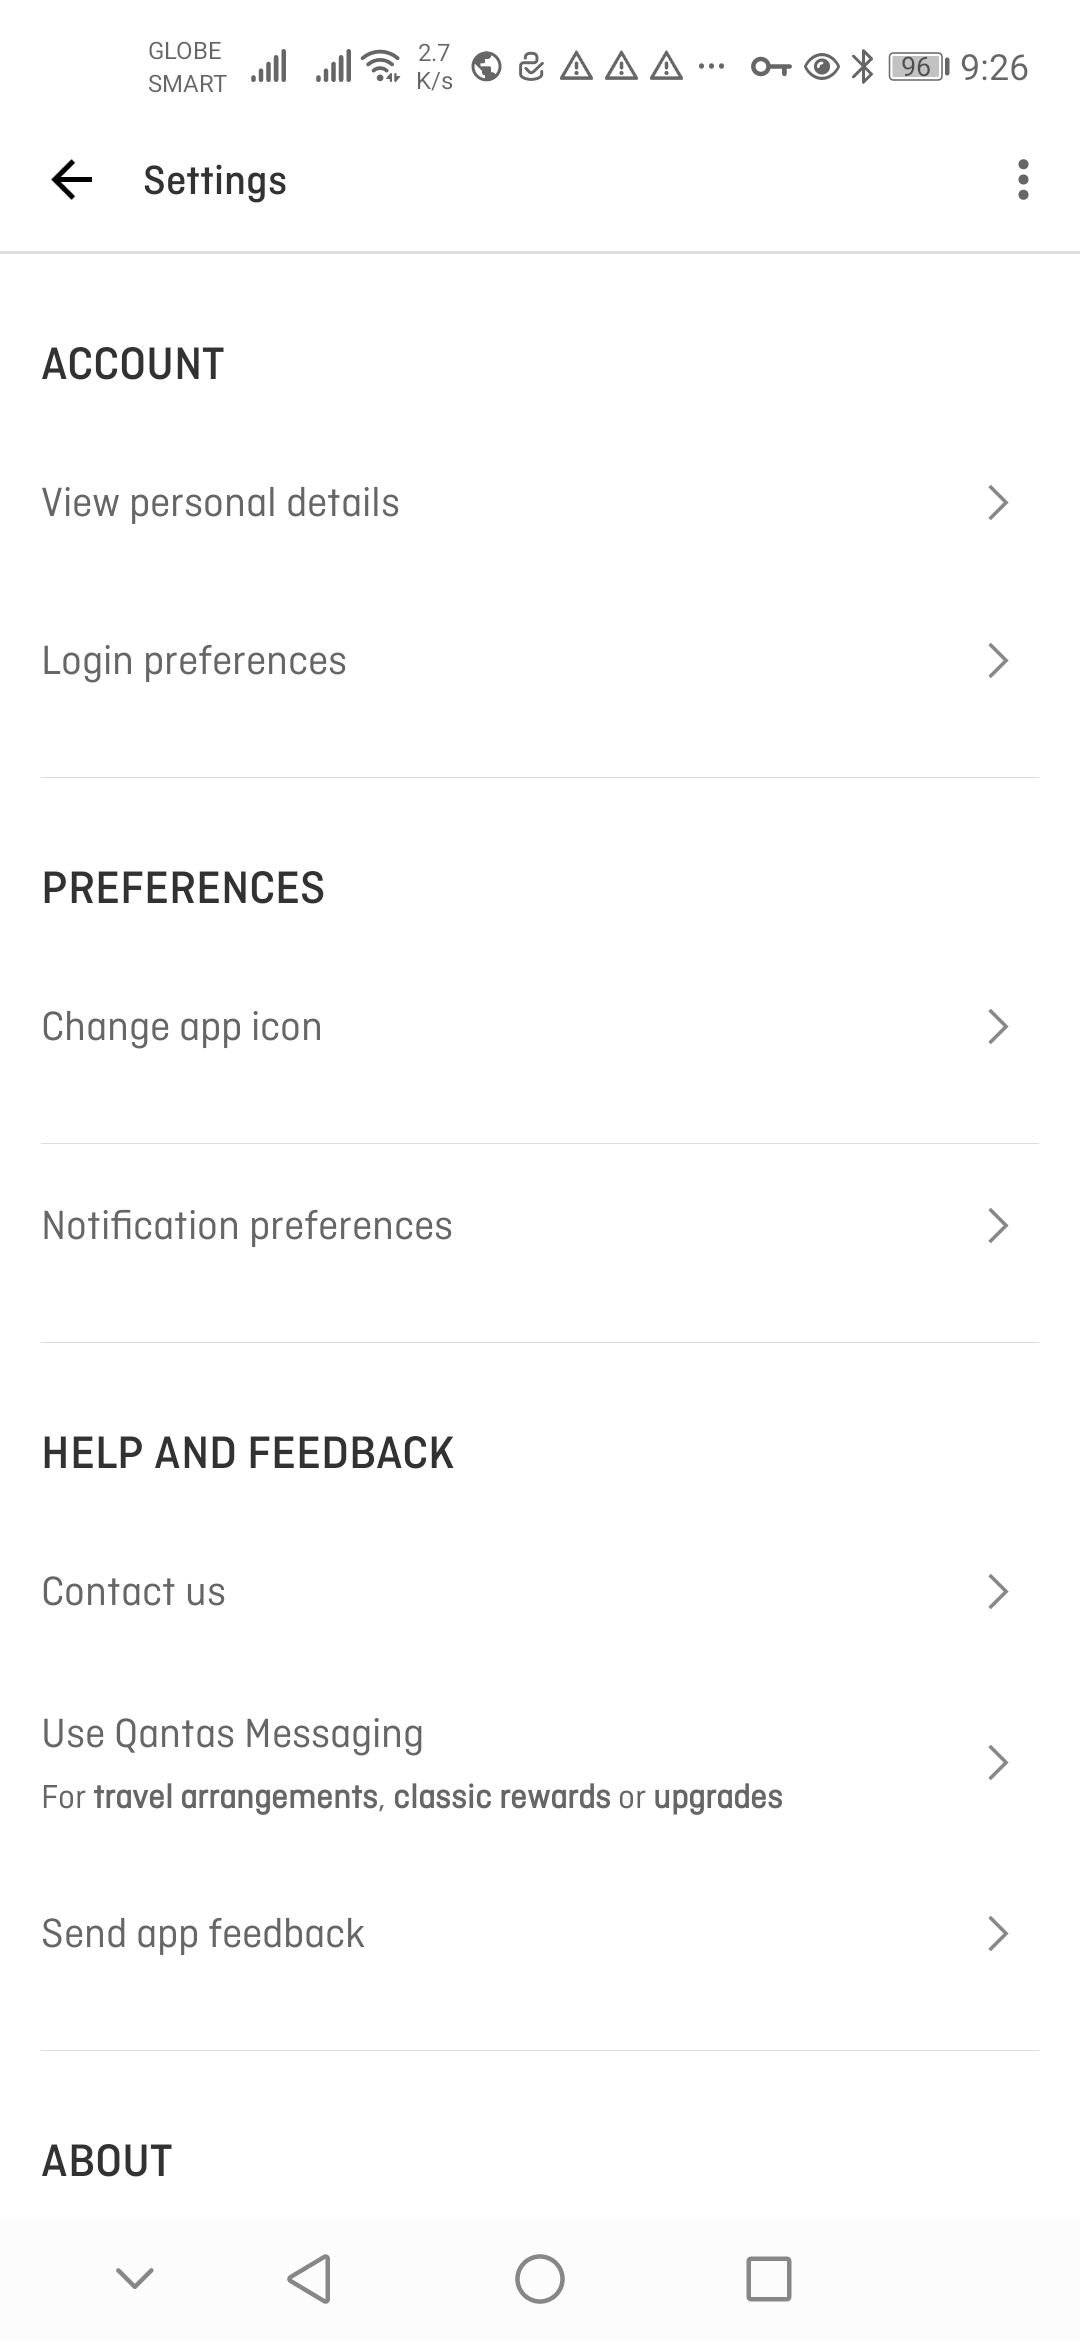 GLOBE
SMART
2.7
K/s
96
9:26
Settings
ACCOUNT
View personal details
Login preferences
PREFERENCES
Change app icon
Notification preferences
HELP AND FEEDBACK
Contact us
Use Qantas Messaging
For travel arrangements, classic rewards or upgrades
Send app feedback
ABOUT